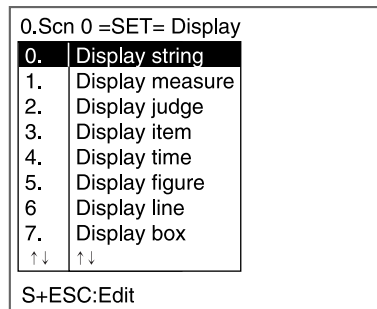 0.Scn 0 =SET= Display
0. Display string
1. Display measure
2. Display judge
3. Display item
4. Display time
5. Display figure
6 Display line
7. Display box
↑↓ ↑↓
S+ESC:Edit